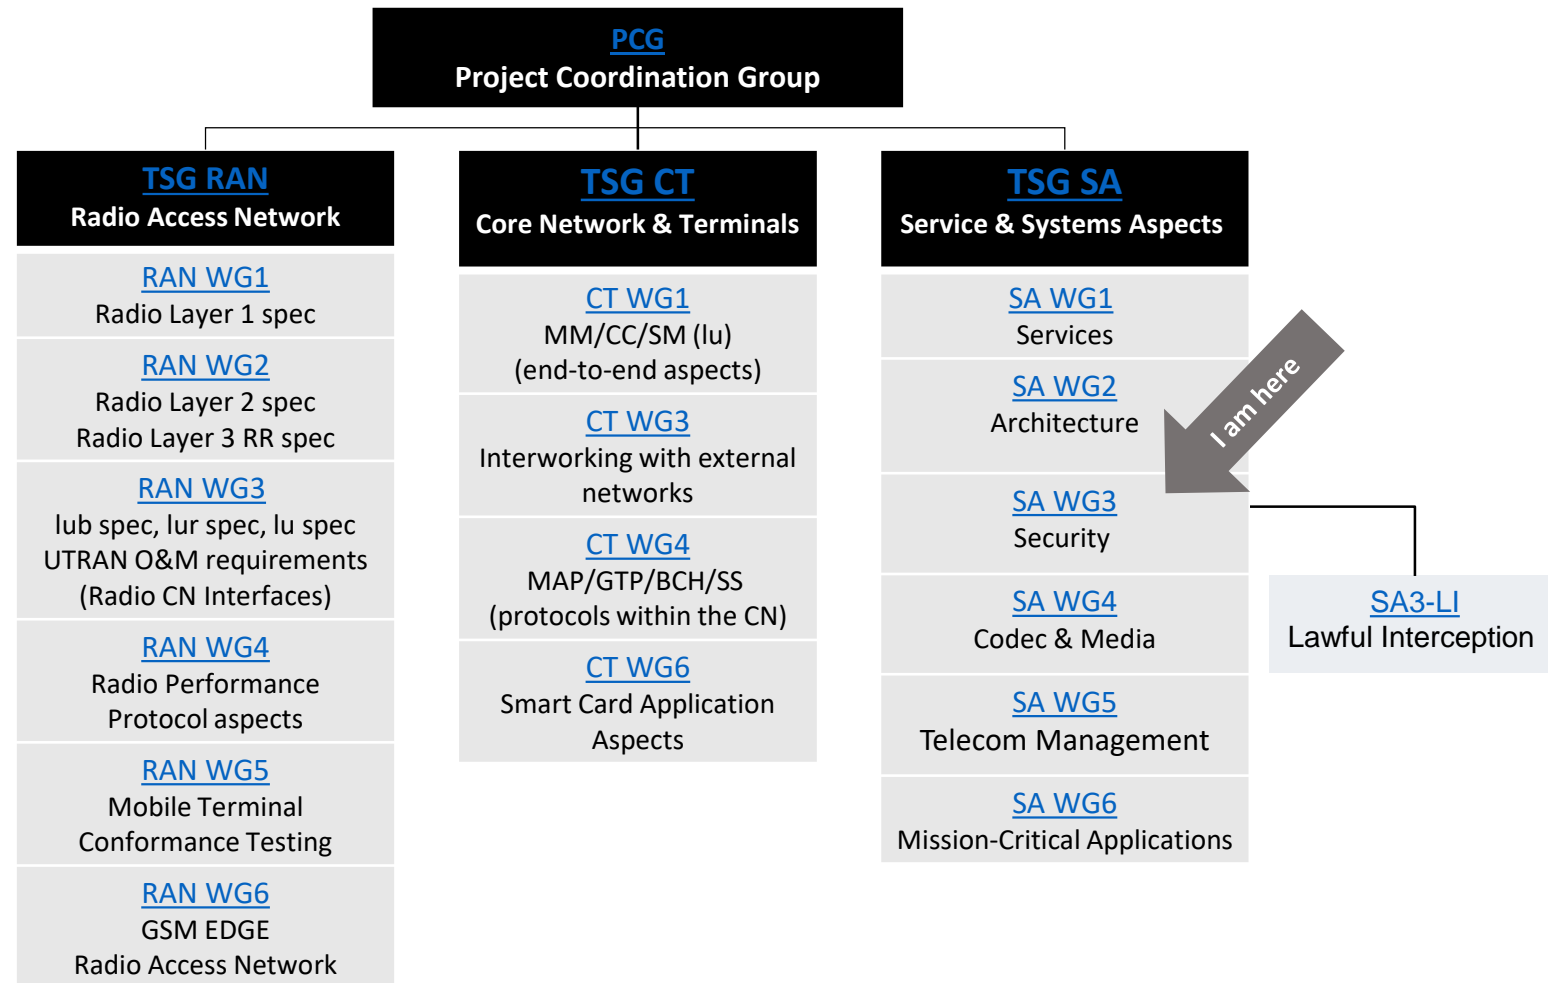 PCG
Project Coordination Group
TSG RAN
Radio Access Network
RAN WG1
Radio Layer 1 spec
RAN WG2
Radio Layer 2 spec
Radio Layer 3 RR spec
RAN WG3
lub spec, lur spec, lu spec
UTRAN O&M requirements
(Radio CN Interfaces)
RAN WG4
Radio Performance
Protocol aspects
RAN WG5
Mobile Terminal
Conformance Testing
RAN WG6
GSM EDGE
Radio Access Network
TSG CT
Core Network & Terminals
CT WG1
MM/CC/SM (lu)
(end-to-end aspects)
CT WG3
Interworking with external
networks
CT WG4
MAP/GTP/BCH/SS
(protocols within the CN)
CT WG6
Smart Card Application
Aspects
TSG SA
Service & Systems Aspects
SA WG1
Services
SA WG2
Architecture
I am here
SA WG3
Security
SA WG4
Codec & Media
SA WG5
Telecom Management
SA WG6
Mission-Critical Applications
SA3-LI
Lawful Interception